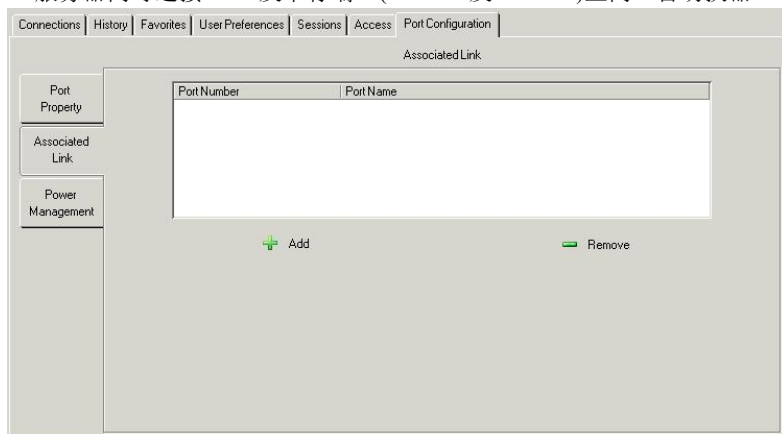 Connections History Favorites User Preferences Sessions Access Port Configuration
Associated Link
Port Property
Port Number Port Name
Associated Link
Power Management
Add Remove